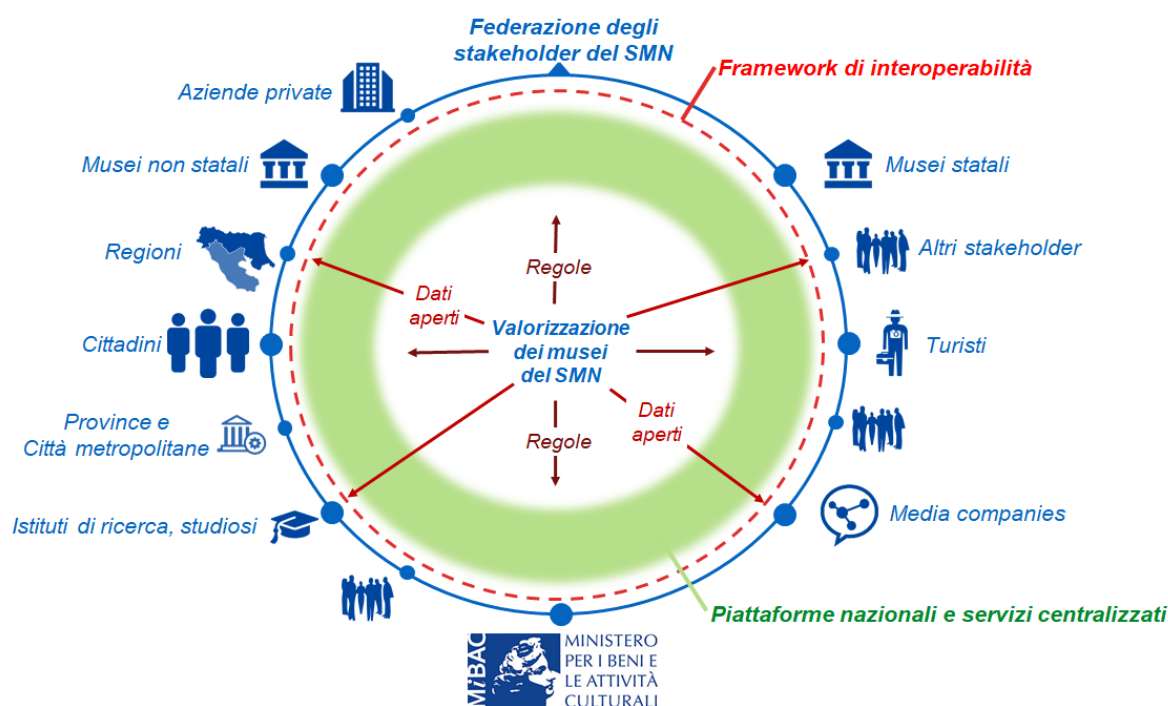 Federazione degli
stakeholder del SMN
Framework di interoperabilità
Aziende private
Musei non statali
Musei statali
Regioni
Altri stakeholder
Regole
Dati
aperti
Cittadini
Valorizzazione
dei musei
del SMN
Turisti
Province e
Città metropolitane
Dati
aperti
Regole
Istituti di ricerca, studiosi
Media companies
Piattaforme nazionali e servizi centralizzati
MiBAC
MINISTERO
PER I BENI E
LE ATTIVITÀ
CULTURALI